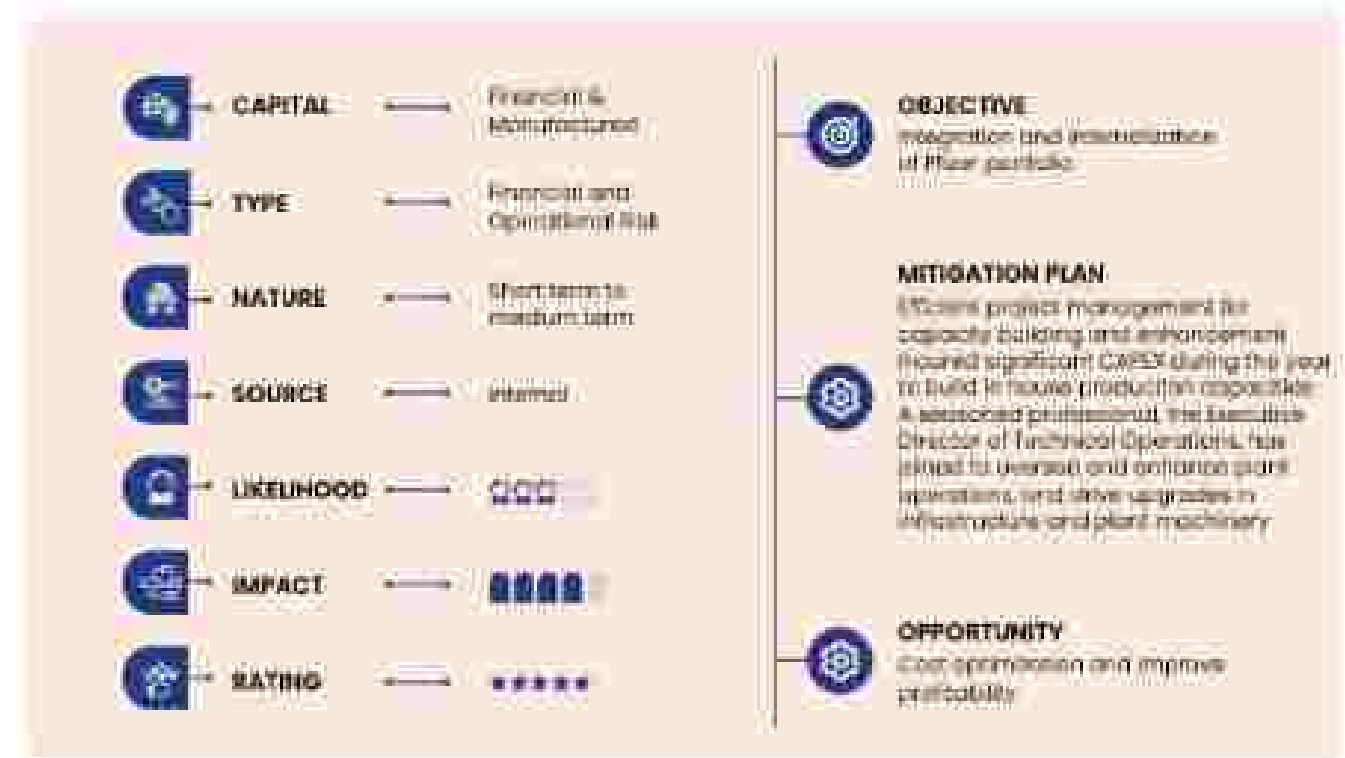 CAPITAL
Financial &
Manufactured
TYPE
Financial and
Operational Risk
NATURE
Short term to
medium term
SOURCE
Internal
LIKELIHOOD
IMPACT
RATING
OBJECTIVE
Integration and
of Pfizer portfolio
MITIGATION PLAN
Efficient project management for
capacity building and enhancement
Incured significant CAPEX during the year
to build in house production capacities
A seasoned professional, the Executive
Director of Technical Operations, has
joined to oversee and enhance plant
operations, and drive upgrades in
infrastructure and plant machinery
OPPORTUNITY
Cost optimization and improve
profitability